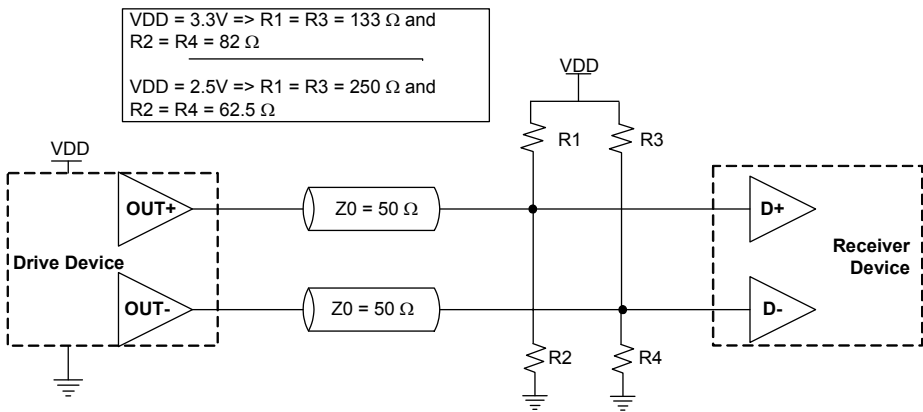 VDD = 3.3V => R1 = R3 = 133 Ω and
R2 = R4 = 82 Ω
VDD = 2.5V => R1 = R3 = 250 Ω and
R2 = R4 = 62.5 Ω
VDD
R1
R3
VDD
OUT+
Z0 = 50 Ω
D+
Drive Device
Receiver
Device
OUT-
Z0 = 50 Ω
D-
R2
R4